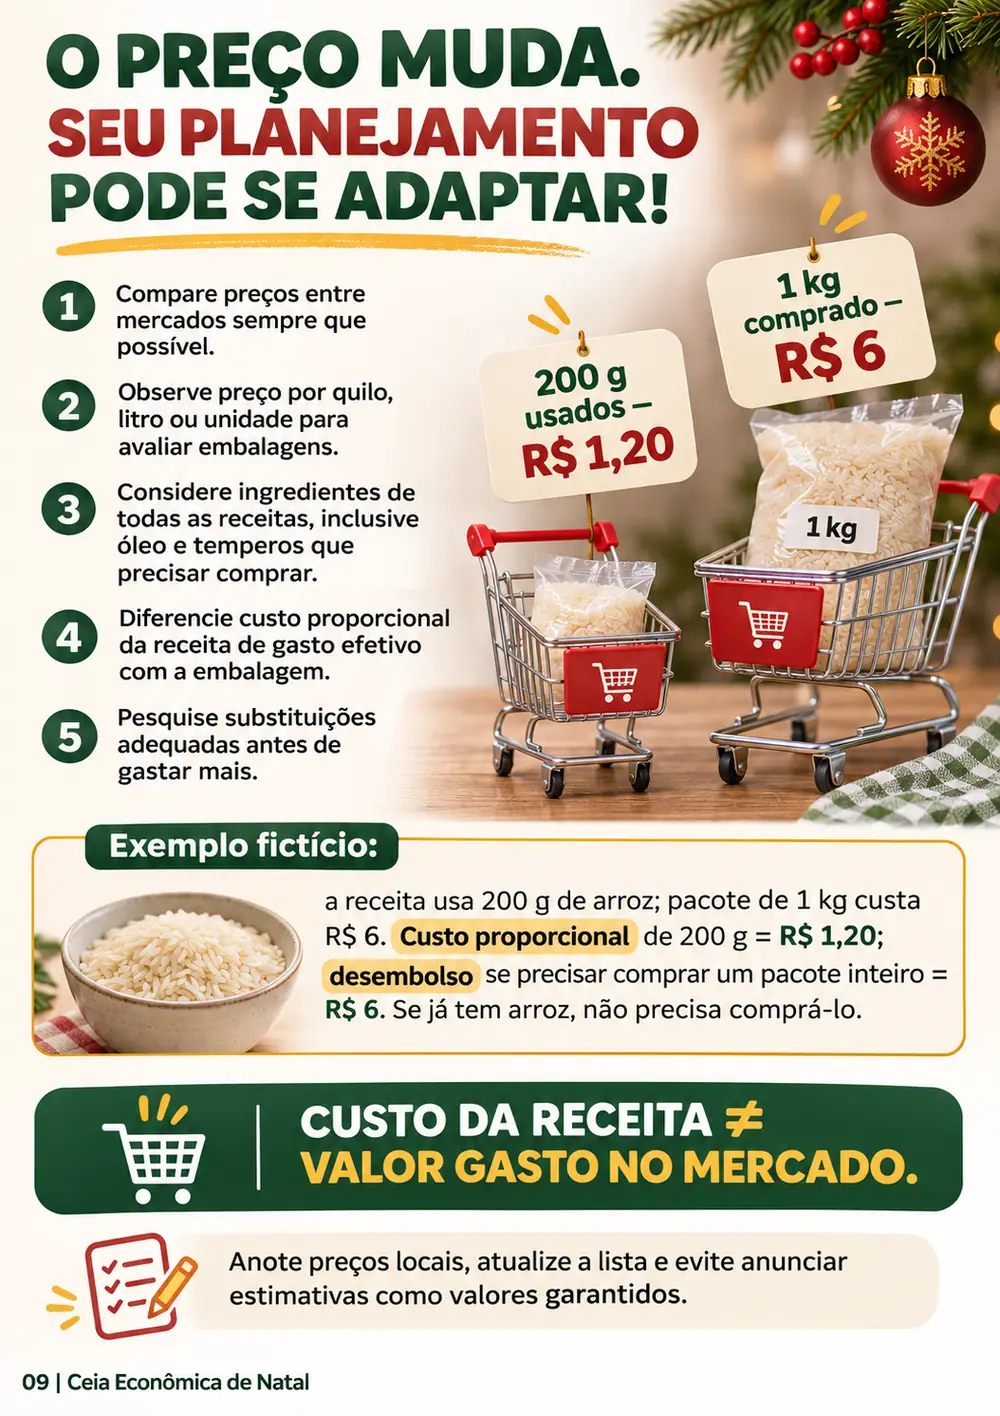 O PREÇO MUDA.
SEU PLANEJAMENTO
PODE SE ADAPTAR!
1 Compare preços entre
mercados sempre que
possível.
2 Observe preço por quilo,
litro ou unidade para
avaliar embalagens.
3 Considere ingredientes de
todas as receitas, inclusive
óleo e temperos que
precisar comprar.
4 Diferencie custo proporcional
da receita de gasto efetivo
com a embalagem.
5 Pesquise substituições
adequadas antes de
gastar mais.
200 g
usados –
R$ 1,20
1 kg
comprado –
R$ 6
1 kg
Exemplo fictício:
a receita usa 200 g de arroz; pacote de 1 kg custa
R$ 6. Custo proporcional de 200 g = R$ 1,20;
desembolso se precisar comprar um pacote inteiro =
R$ 6. Se já tem arroz, não precisa comprá-lo.
CUSTO DA RECEITA ≠
VALOR GASTO NO MERCADO.
Anote preços locais, atualize a lista e evite anunciar
estimativas como valores garantidos.
09 | Ceia Econômica de Natal